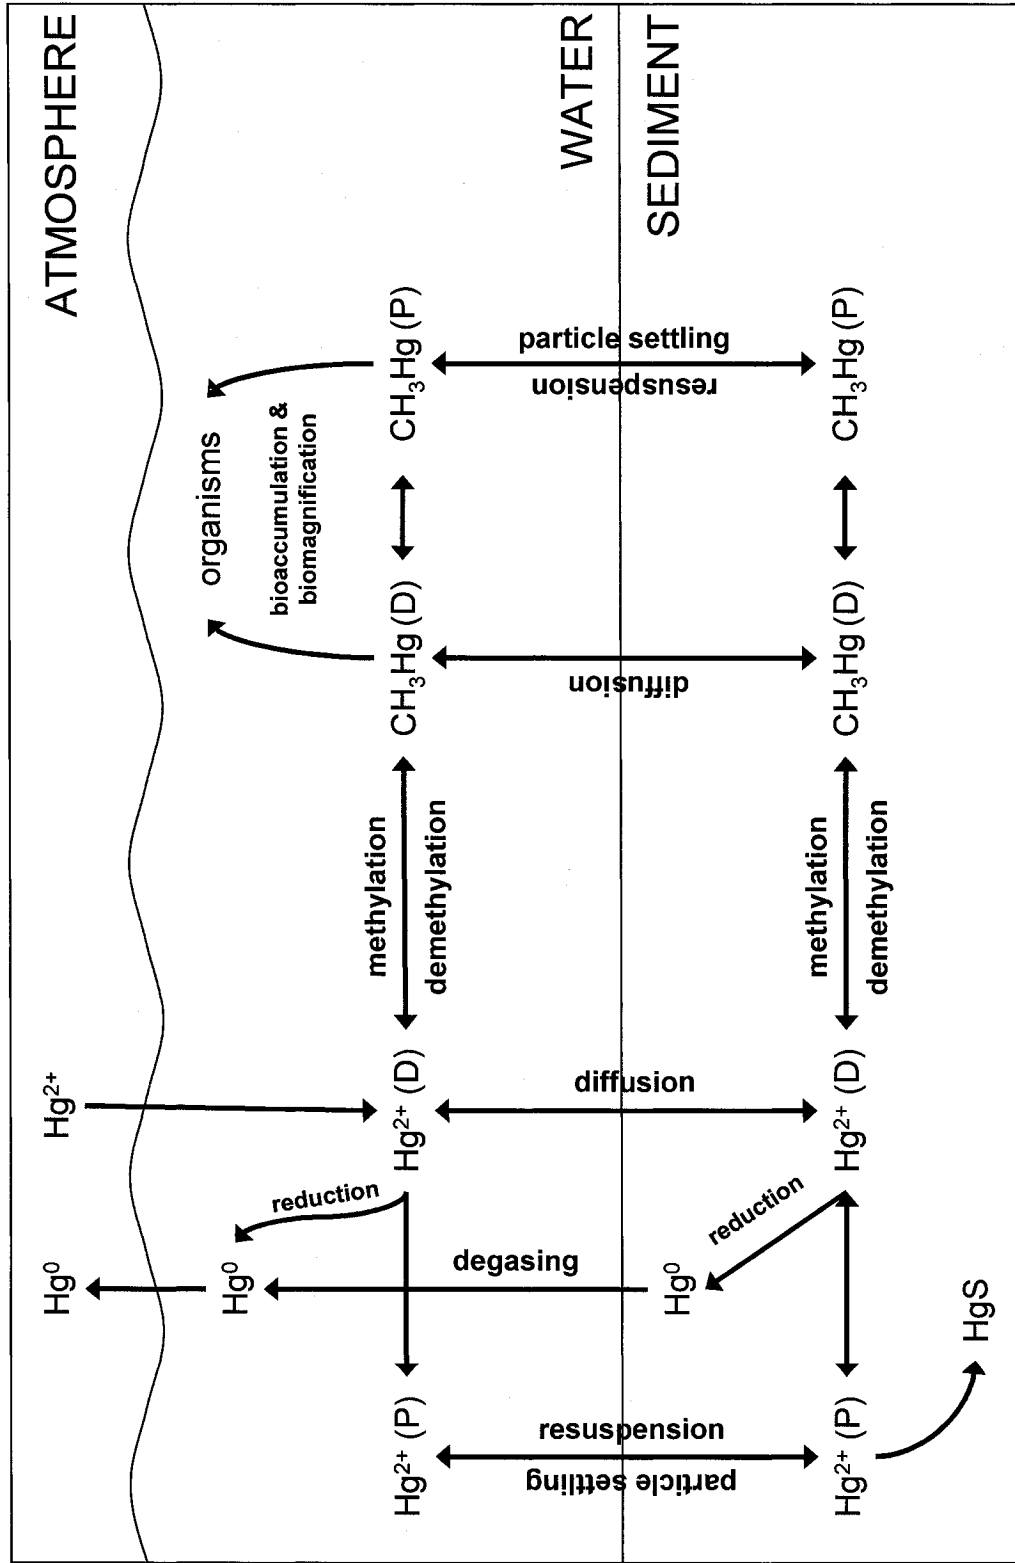 Hg⁰
Hg²⁺
ATMOSPHERE
Hg⁰
reduction
organisms
bioaccumulation &
biomagnification
methylation
Hg²⁺ (P)
Hg²⁺ (D)
CH₃Hg (D)
CH₃Hg (P)
demethylation
resnspension
particle settling
degasing
diffusion
diffusion
particle settling
resuspension
WATER
SEDIMENT
Hg⁰
reduction
methylation
Hg²⁺ (P)
Hg²⁺ (D)
CH₃Hg (D)
CH₃Hg (P)
demethylation
HgS